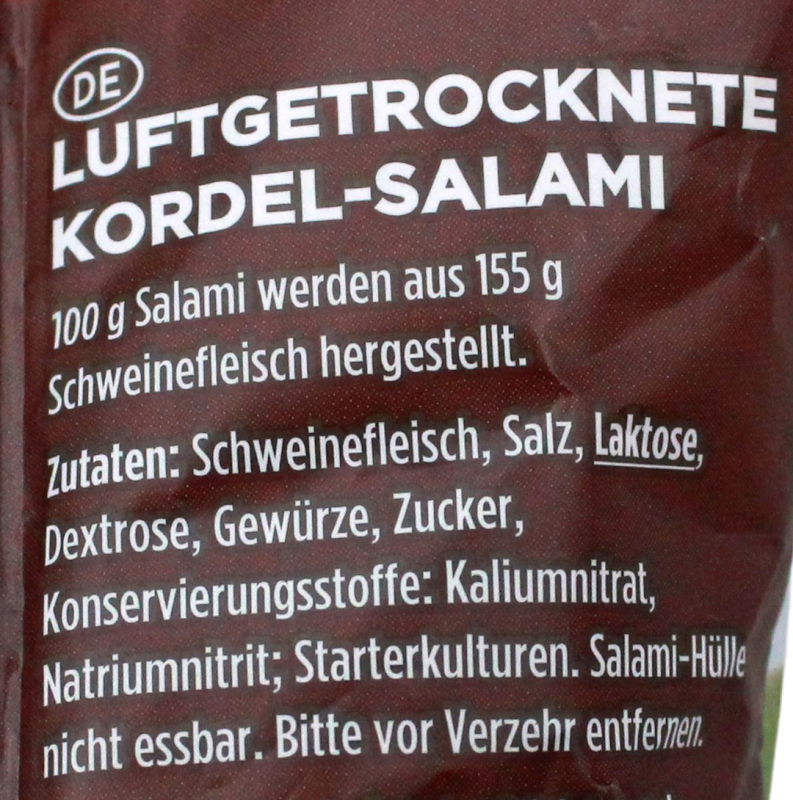 DE
LUFTGETROCKNETE
KORDEL-SALAMI
100 g Salami werden aus 155 g
Schweinefleisch hergestellt.
Zutaten: Schweinefleisch, Salz, Laktose,
Dextrose, Gewürze, Zucker,
Konservierungsstoffe: Kaliumnitrat,
Natriumnitrit; Starterkulturen. Salami-Hülle
nicht essbar. Bitte vor Verzehr entfernen.